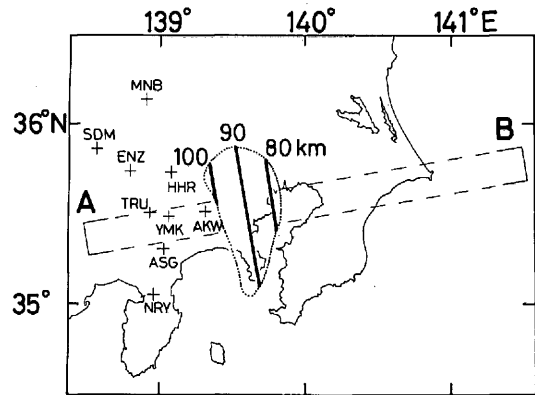 139° 140° 141°E
MNB
36°N
SDM
ENZ
90
100
80 km
B
HHR
A
TRU
YMK
AKW
ASG
35°
NRY